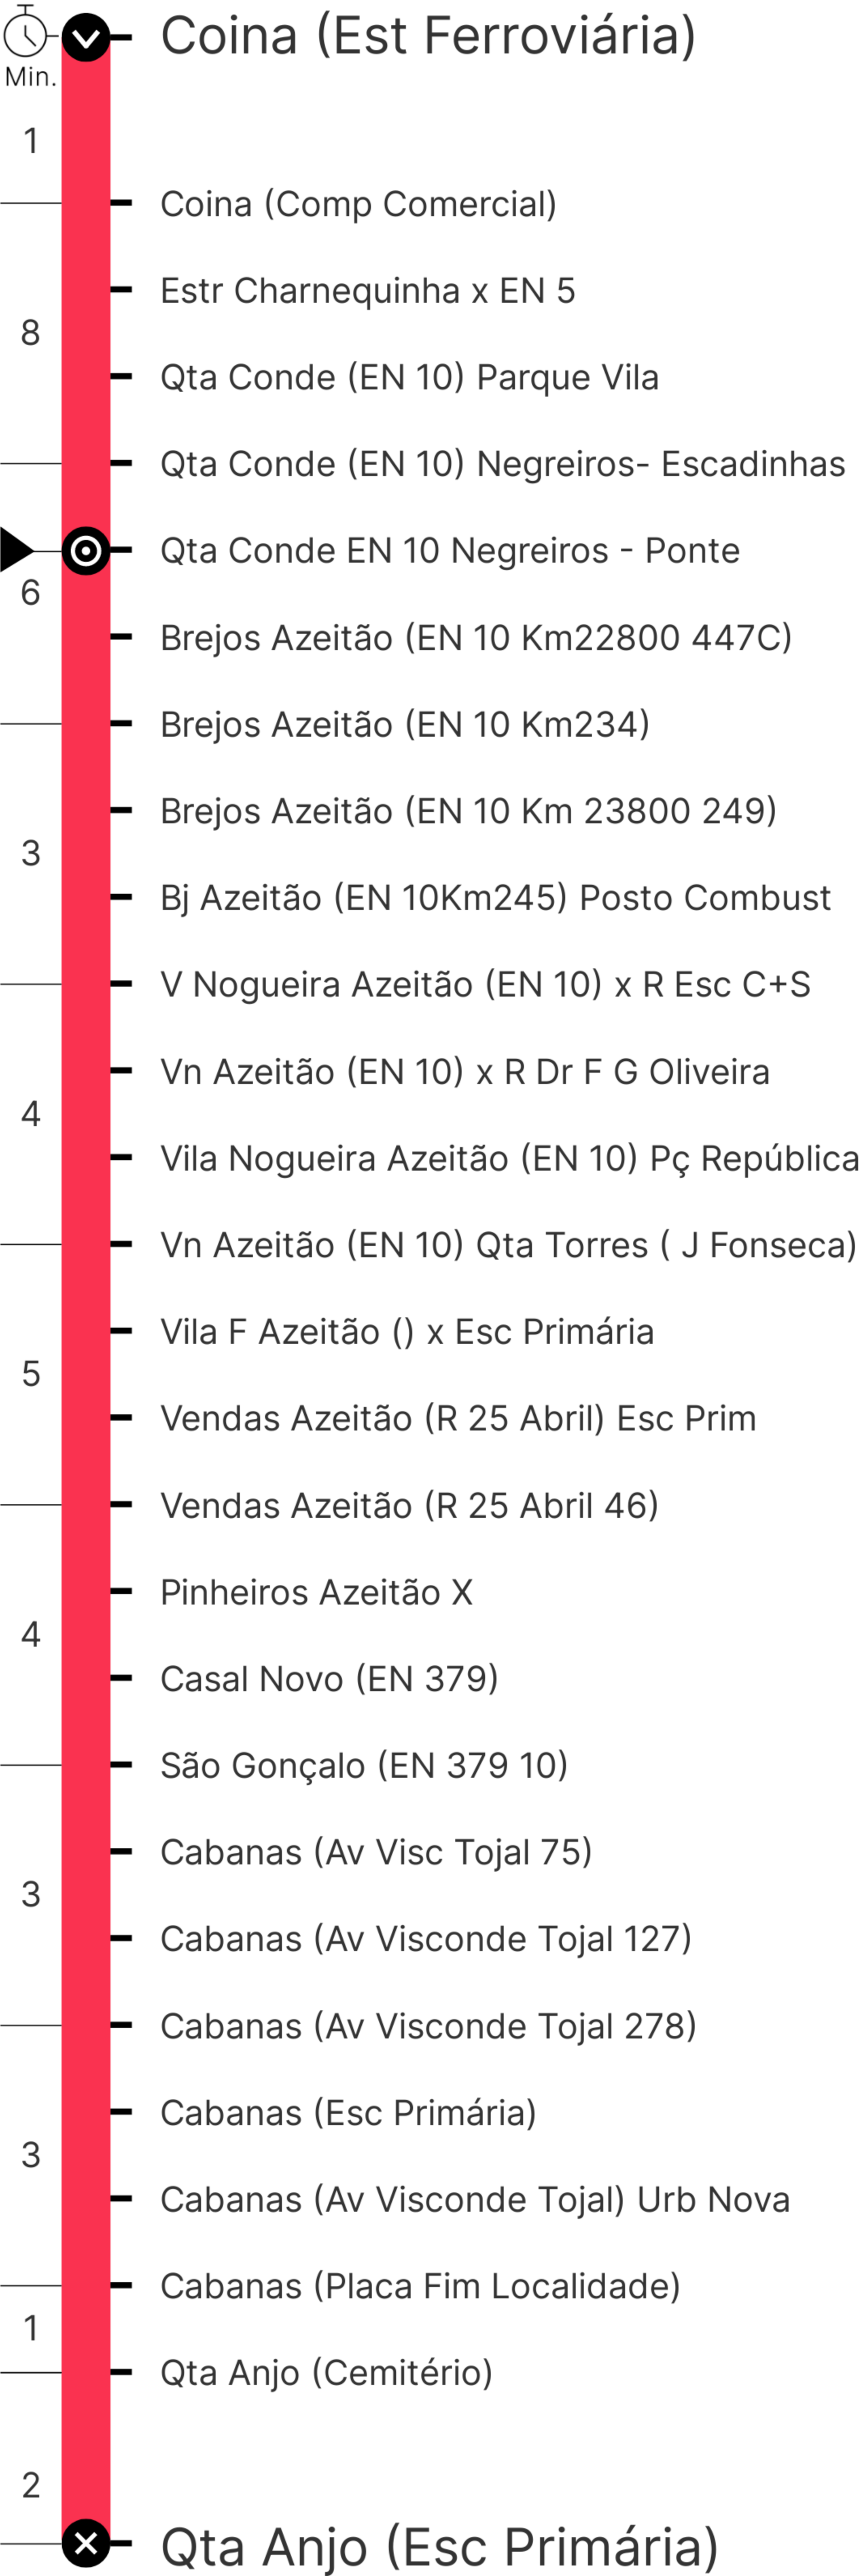 Coina (Est Ferroviária)
Min.
1
Coina (Comp Comercial)
Estr Charnequinha x EN 5
8
Qta Conde (EN 10) Parque Vila
Qta Conde (EN 10) Negreiros- Escadinhas
Qta Conde EN 10 Negreiros - Ponte
6
Brejos Azeitão (EN 10 Km22800 447C)
Brejos Azeitão (EN 10 Km234)
Brejos Azeitão (EN 10 Km 23800 249)
3
Bj Azeitão (EN 10Km245) Posto Combust
V Nogueira Azeitão (EN 10) x R Esc C+S
Vn Azeitão (EN 10) x R Dr F G Oliveira
4
Vila Nogueira Azeitão (EN 10) Pç República
Vn Azeitão (EN 10) Qta Torres ( J Fonseca)
Vila F Azeitão () x Esc Primária
5
Vendas Azeitão (R 25 Abril) Esc Prim
Vendas Azeitão (R 25 Abril 46)
Pinheiros Azeitão X
4
Casal Novo (EN 379)
São Gonçalo (EN 379 10)
Cabanas (Av Visc Tojal 75)
3
Cabanas (Av Visconde Tojal 127)
Cabanas (Av Visconde Tojal 278)
Cabanas (Esc Primária)
3
Cabanas (Av Visconde Tojal) Urb Nova
Cabanas (Placa Fim Localidade)
1
Qta Anjo (Cemitério)
2
Qta Anjo (Esc Primária)